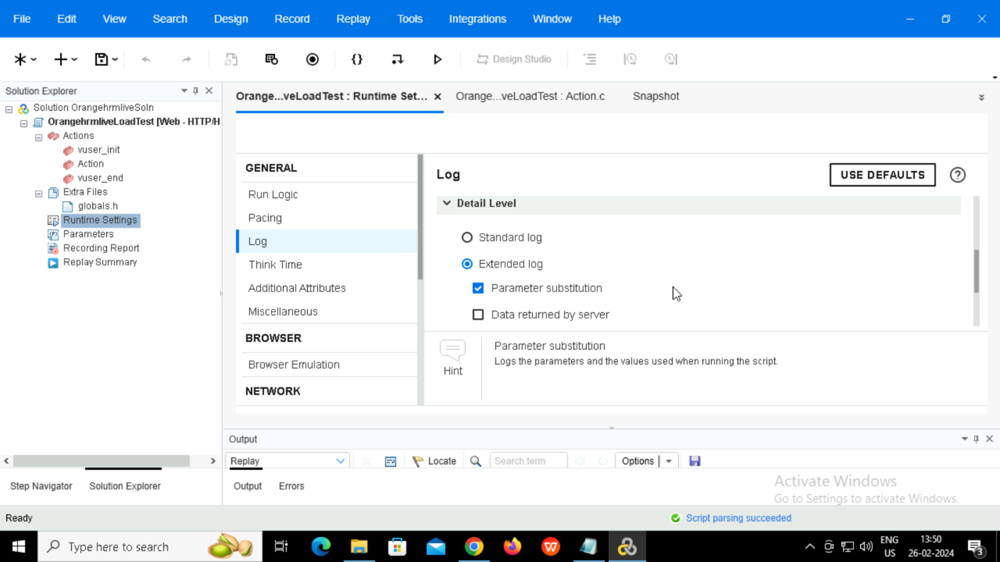 File Edit View Search Design Record Replay Tools Integrations Window Help
Design Studio
Solution Explorer
Solution OrangehrmliveSoln
OrangehrmliveLoadTest [Web - HTTP/H
Actions
vuser_init
Action
vuser_end
Extra Files
globals.h
Runtime Settings
Parameters
Recording Report
Replay Summary
Step Navigator Solution Explorer
Orange...veLoadTest : Runtime Set... Orange...veLoadTest : Action.c Snapshot
GENERAL
Run Logic
Pacing
Log
Think Time
Additional Attributes
Miscellaneous
BROWSER
Browser Emulation
NETWORK
Log USE DEFAULTS ?
Detail Level
Standard log
Extended log
Parameter substitution
Data returned by server
Hint
Parameter substitution
Logs the parameters and the values used when running the script.
Output
Replay Locate Search term Options
Output Errors
Activate Windows
Go to Settings to activate Windows.
Ready Script parsing succeeded
Type here to search
ENG
US
13:50
26-02-2024
3